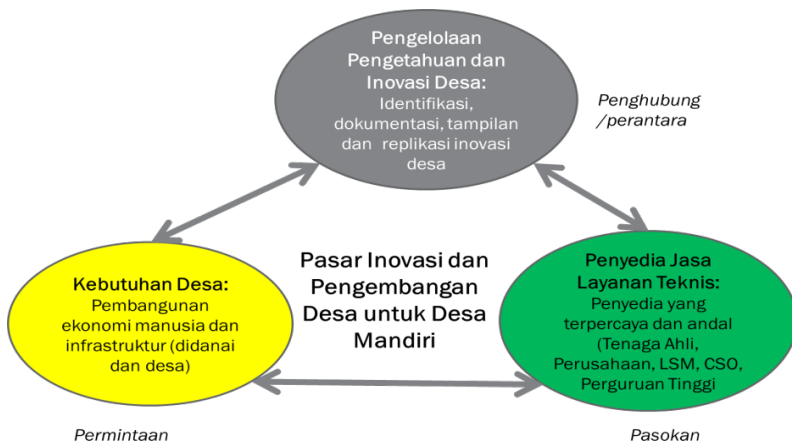 Pengelolaan
Pengetahuan dan
Inovasi Desa:
Identifikasi,
dokumentasi, tampilan
dan replikasi inovasi
desa
Penghubung
/perantara
Pasar Inovasi dan
Pengembangan
Desa untuk Desa
Mandiri
Kebutuhan Desa:
Pembangunan
ekonomi manusia dan
infrastruktur (didanai
dan desa)
Penyedia Jasa
Layanan Teknis:
Penyedia yang
terpercaya dan andal
(Tenaga Ahli,
Perusahaan, LSM, CSO,
Perguruan Tinggi
Permintaan
Pasokan